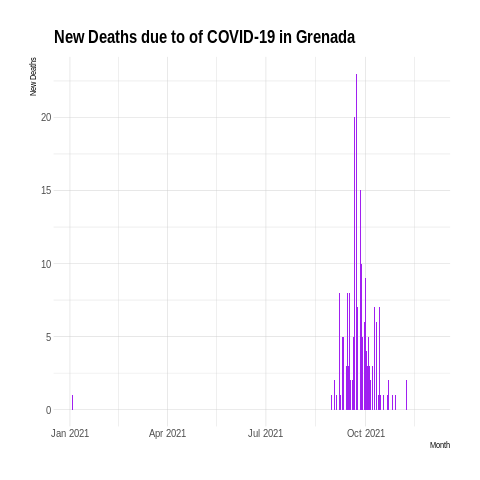 New Deaths due to of COVID-19 in Grenada
New Deaths
20
15
10
5
0
Jan 2021 Apr 2021 Jul 2021 Oct 2021
Month